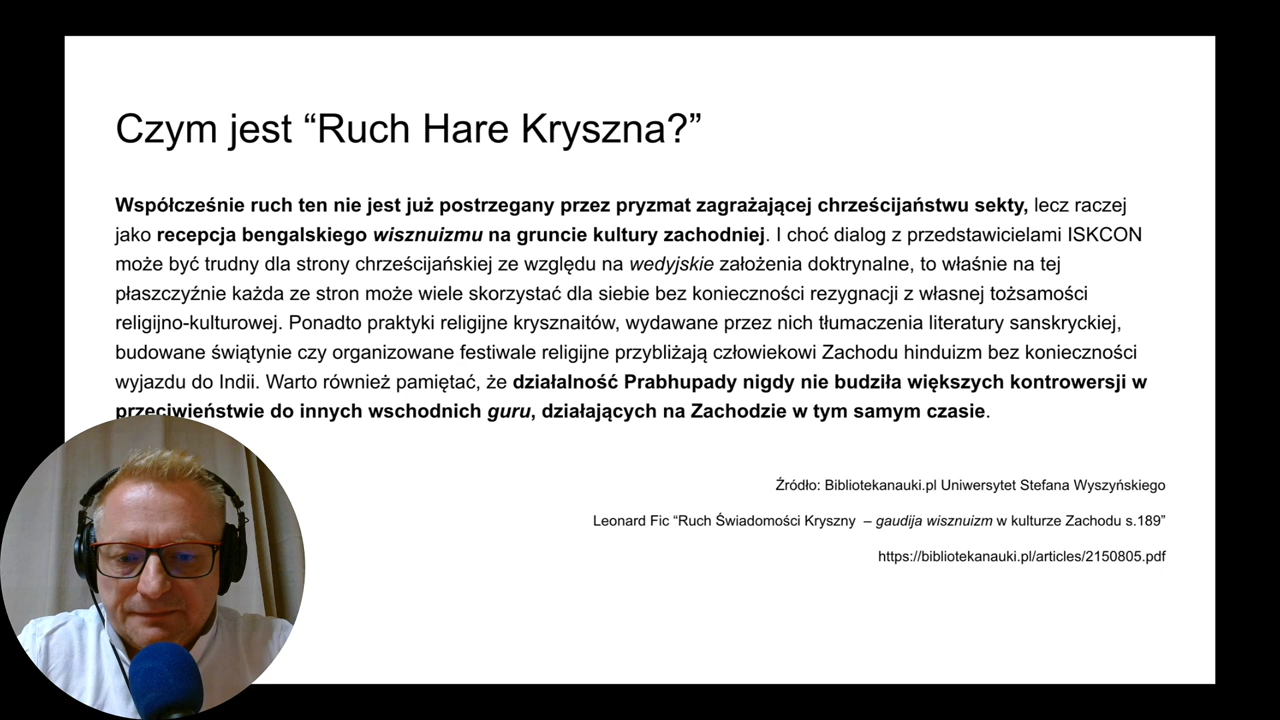 Czym jest “Ruch Hare Kryszna?”
Współcześnie ruch ten nie jest już postrzegany przez pryzmat zagrażającej chrześcijaństwu sekty, lecz raczej
jako recepcja bengalskiego wisznuizmu na gruncie kultury zachodniej. I choć dialog z przedstawicielami ISKCON
może być trudny dla strony chrześcijańskiej ze względu na wedyjskie założenia doktrynalne, to właśnie na tej
płaszczyźnie każda ze stron może wiele skorzystać dla siebie bez konieczności rezygnacji z własnej tożsamości
religijno-kulturowej. Ponadto praktyki religijne krysznaitów, wydawane przez nich tłumaczenia literatury sanskryckiej,
budowane świątynie czy organizowane festiwale religijne przybliżają człowiekowi Zachodu hinduizm bez konieczności
wyjazdu do Indii. Warto również pamiętać, że działalność Prabhupady nigdy nie budziła większych kontrowersji w
przeciwieństwie do innych wschodnich guru, działających na Zachodzie w tym samym czasie.
Źródło: Bibliotekanauki.pl Uniwersytet Stefana Wyszyńskiego
Leonard Fic “Ruch Świadomości Kryszny – gaudija wisznuizm w kulturze Zachodu s.189”
https://bibliotekanauki.pl/articles/2150805.pdf